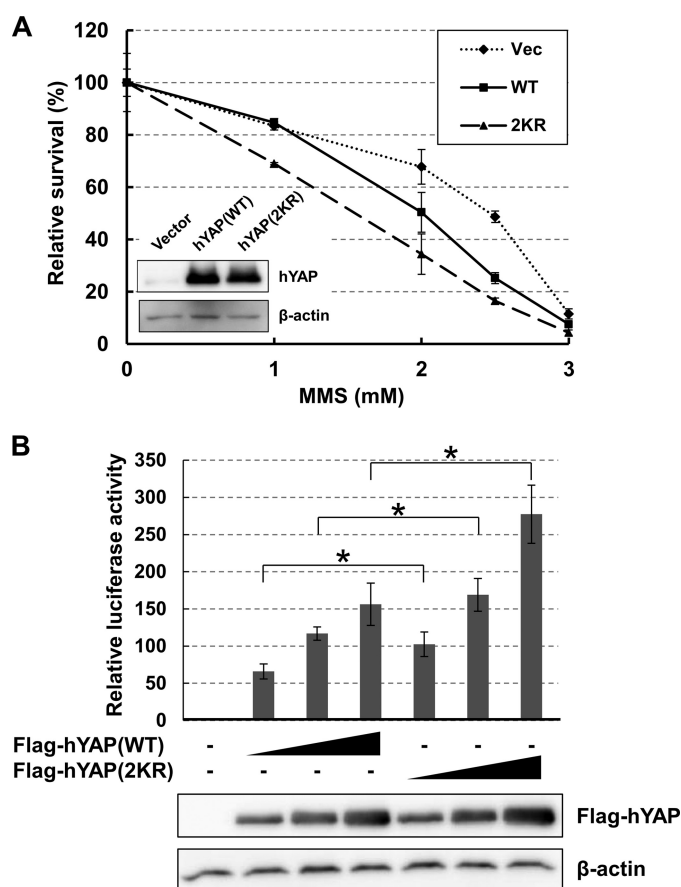 A
120
100
80
60
40
20
0
Relative survival (%)
Vec
WT
2KR
Vector
hYAP(WT)
hYAP(2KR)
hYAP
β-actin
0 1 2 3
MMS (mM)
B
350
300
250
200
150
100
50
0
Relative luciferase activity
*
*
*
Flag-hYAP(WT) - - - -
Flag-hYAP(2KR) - - - -
Flag-hYAP
β-actin